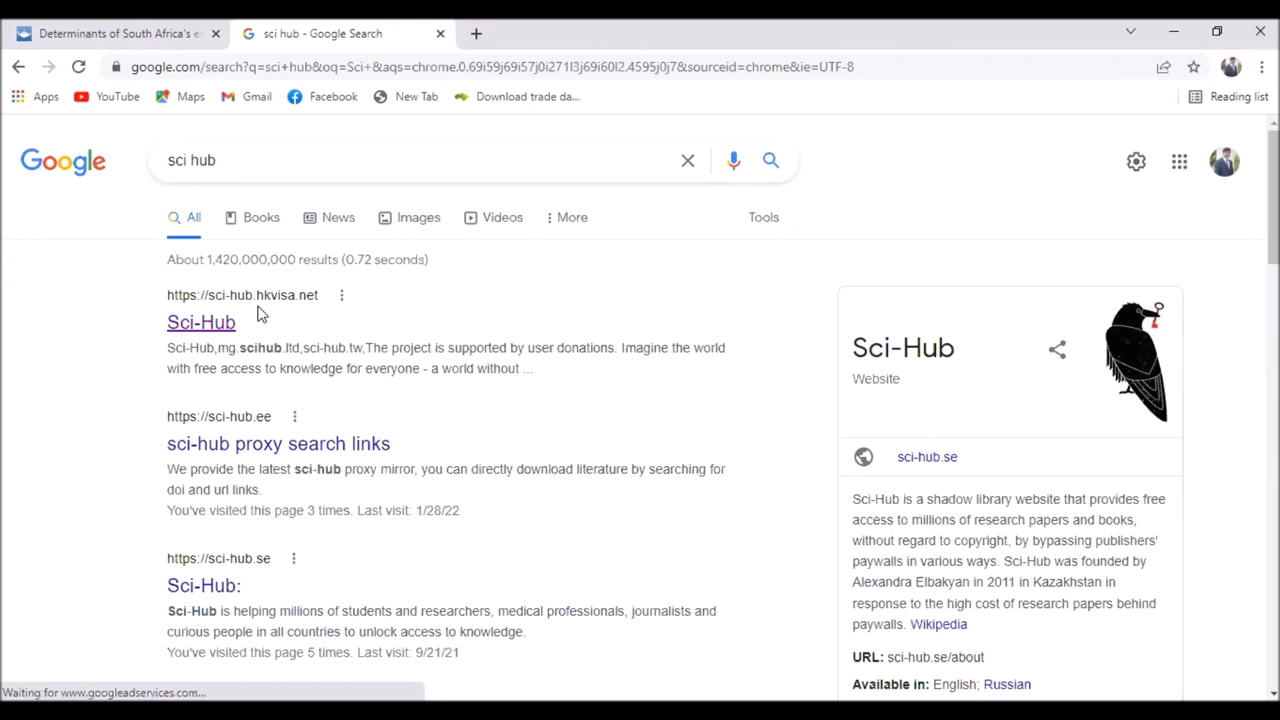 Determinants of South Africa's e
sci hub - Google Search
google.com/search?q=sci+hub&oq=Sci+&aqs=chrome.0.69i59j69i57j0i271l3j69i60l2.4595j0j7&sourceid=chrome&ie=UTF-8
Apps YouTube Maps Gmail Facebook New Tab Download trade da... Reading list
Google
sci hub
All Books News Images Videos More Tools
About 1,420,000,000 results (0.72 seconds)
https://sci-hub.hkvisa.net
Sci-Hub
Sci-Hub,mg.scihub.ltd,sci-hub.tw,The project is supported by user donations. Imagine the world
with free access to knowledge for everyone - a world without ...
https://sci-hub.ee
sci-hub proxy search links
We provide the latest sci-hub proxy mirror, you can directly download literature by searching for
doi and url links.
You've visited this page 3 times. Last visit: 1/28/22
https://sci-hub.se
Sci-Hub:
Sci-Hub is helping millions of students and researchers, medical professionals, journalists and
curious people in all countries to unlock access to knowledge.
You've visited this page 5 times. Last visit: 9/21/21
Sci-Hub
Website
sci-hub.se
Sci-Hub is a shadow library website that provides free
access to millions of research papers and books,
without regard to copyright, by bypassing publishers'
paywalls in various ways. Sci-Hub was founded by
Alexandra Elbakyan in 2011 in Kazakhstan in
response to the high cost of research papers behind
paywalls. Wikipedia
URL: sci-hub.se/about
Available in: English; Russian
Waiting for www.googleadservices.com...